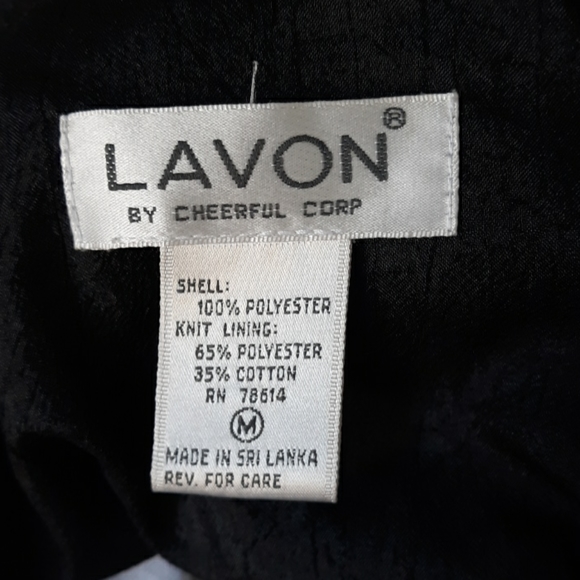 LAVON®
BY CHEERFUL CORP
SHELL:
100% POLYESTER
KNIT LINING:
65% POLYESTER
35% COTTON
RN 78614
M
MADE IN SRI LANKA
REV. FOR CARE